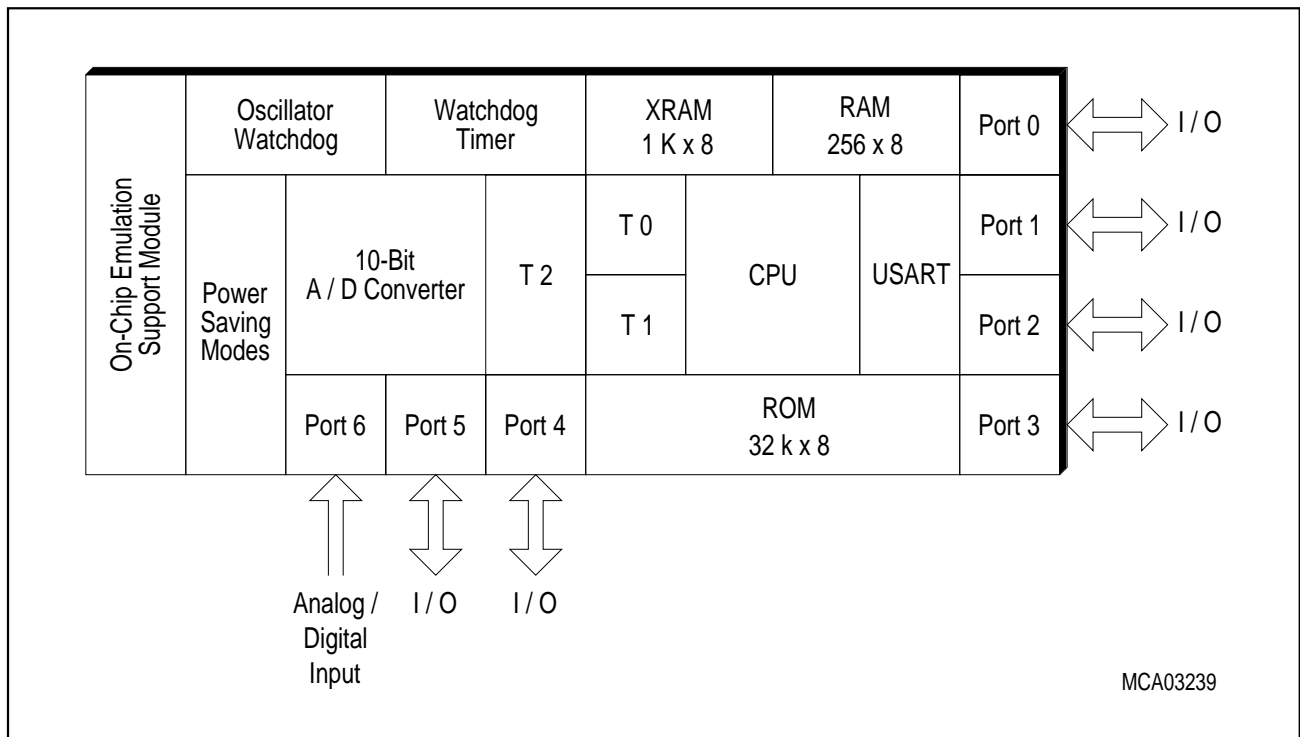 On-Chip Emulation
Support Module
Oscillator
Watchdog
Watchdog
Timer
XRAM
1 K x 8
RAM
256 x 8
Port 0
I / O
Power
Saving
Modes
10-Bit
A / D Converter
T 2
T 0
T 1
CPU
USART
Port 1
I / O
Port 2
I / O
Port 6
Port 5
Port 4
ROM
32 k x 8
Port 3
I / O
Analog /
Digital
Input
I / O
I / O
MCA03239